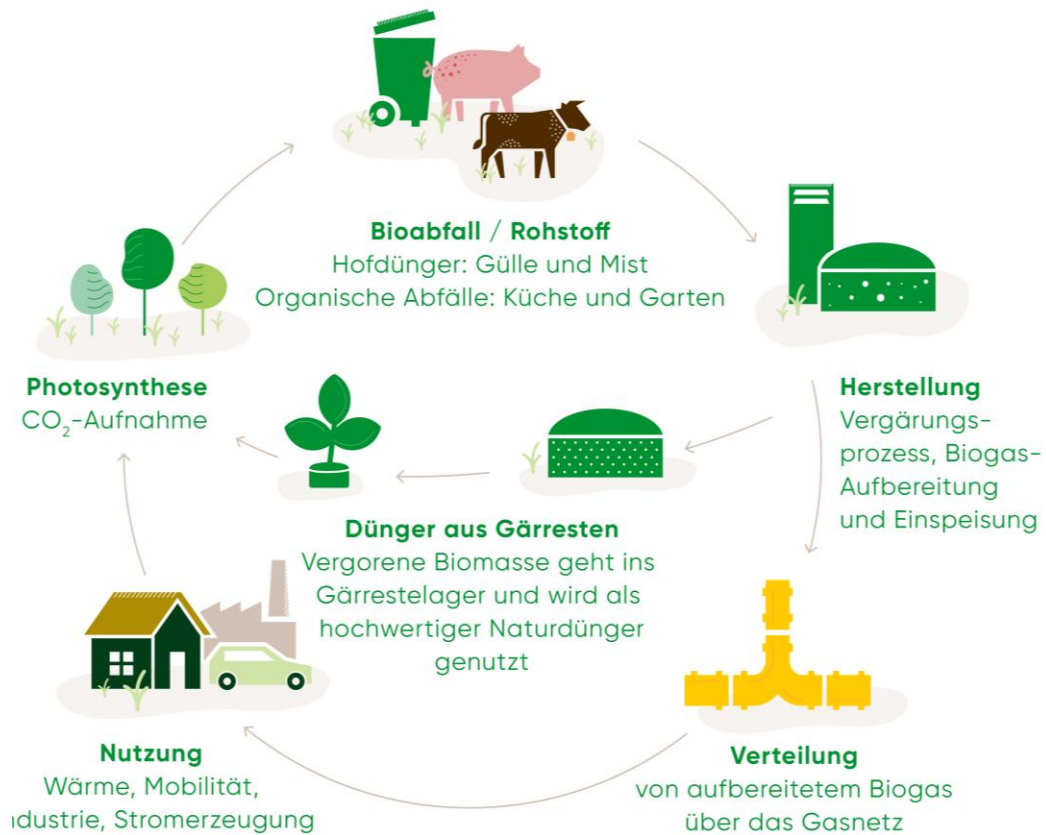 Bioabfall / Rohstoff
Hofdünger: Gülle und Mist
Organische Abfälle: Küche und Garten
Photosynthese
CO₂-Aufnahme
Herstellung
Vergärungs-
prozess, Biogas-
Aufbereitung
und Einspeisung
Dünger aus Gärresten
Vergorene Biomasse geht ins
Gärrestelager und wird als
hochwertiger Naturdünger
genutzt
Nutzung
Wärme, Mobilität,
ndustrie, Stromerzeugung
Verteilung
von aufbereitetem Biogas
über das Gasnetz